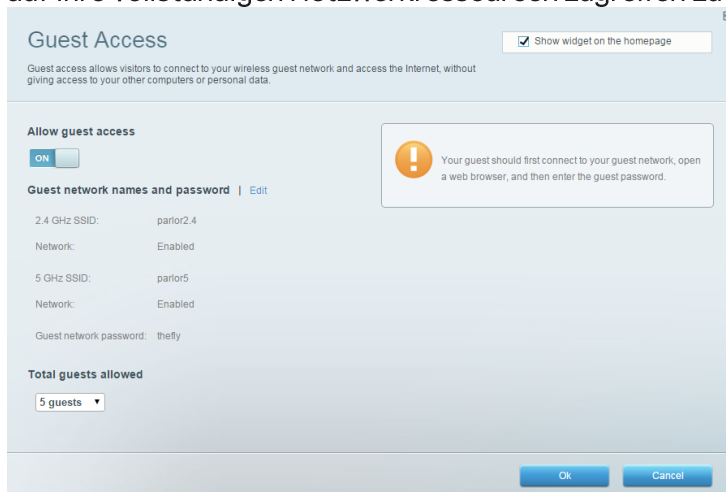 Guest Access
Show widget on the homepage
Guest access allows visitors to connect to your wireless guest network and access the Internet, without
giving access to your other computers or personal data.
Allow guest access
ON
Your guest should first connect to your guest network, open
a web browser, and then enter the guest password.
Guest network names and password | Edit
2.4 GHz SSID: parlor2.4
Network: Enabled
5 GHz SSID: parlor5
Network: Enabled
Guest network password: thefly
Total guests allowed
5 guests
Ok Cancel